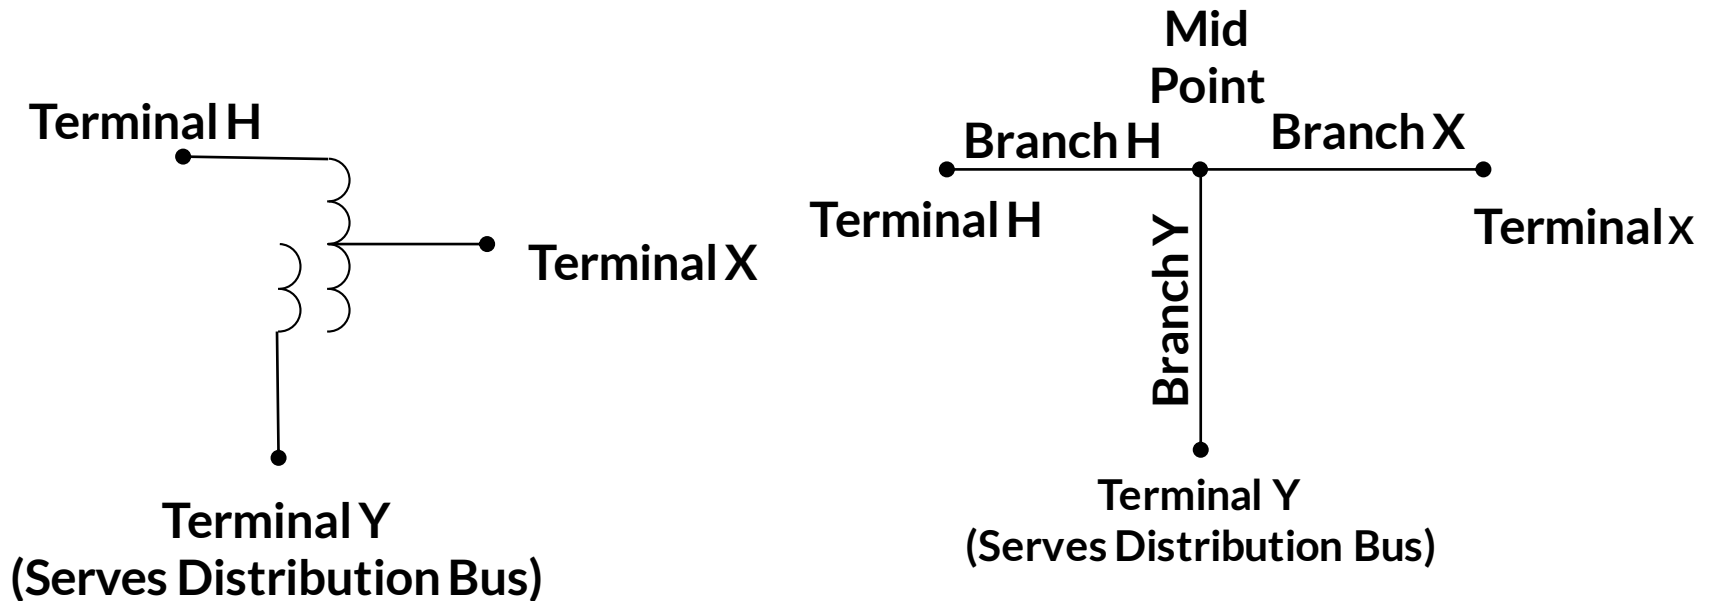 Terminal H
Terminal X
Terminal Y
(Serves Distribution Bus)
Mid
Point
Branch H
Branch X
Terminal H
Terminal X
Branch Y
Terminal Y
(Serves Distribution Bus)